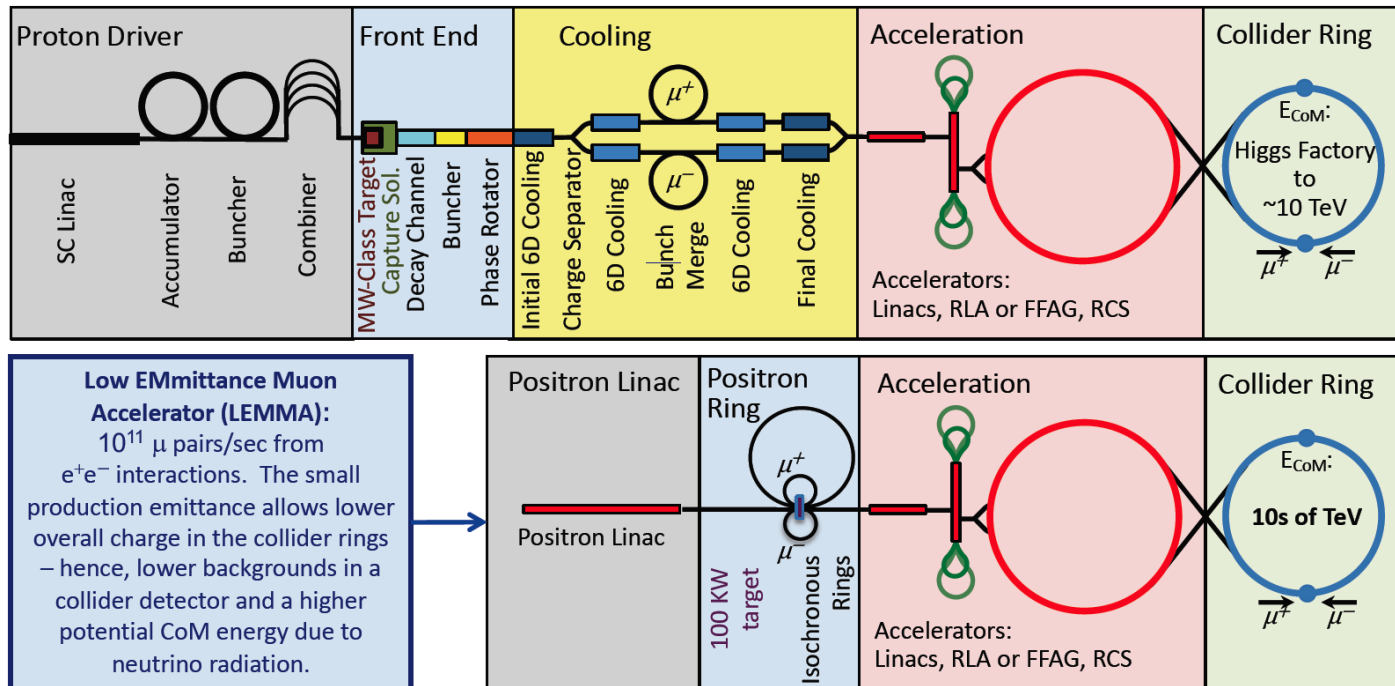 Proton Driver
Front End
Cooling
Acceleration
Collider Ring
SC Linac
Accumulator
Buncher
Combiner
MW-Class Target
Capture Sol.
Decay Channel
Buncher
Phase Rotator
Initial 6D Cooling
Charge Separator
6D Cooling
Bunch
Merge
6D Cooling
Final Cooling
μ⁺
μ⁻
Accelerators:
Linacs, RLA or FFAG, RCS
E_CoM:
Higgs Factory
to
~10 TeV
μ⁺ μ⁻
Low EMmittance Muon
Accelerator (LEMMA):
10¹¹ μ pairs/sec from
e⁺e⁻ interactions. The small
production emittance allows lower
overall charge in the collider rings
– hence, lower backgrounds in a
collider detector and a higher
potential CoM energy due to
neutrino radiation.
Positron Linac
Positron
Ring
Acceleration
Collider Ring
Positron Linac
μ⁺
μ⁻
100 KW
target
Isochronous
Rings
Accelerators:
Linacs, RLA or FFAG, RCS
E_CoM:
10s of TeV
μ⁺ μ⁻